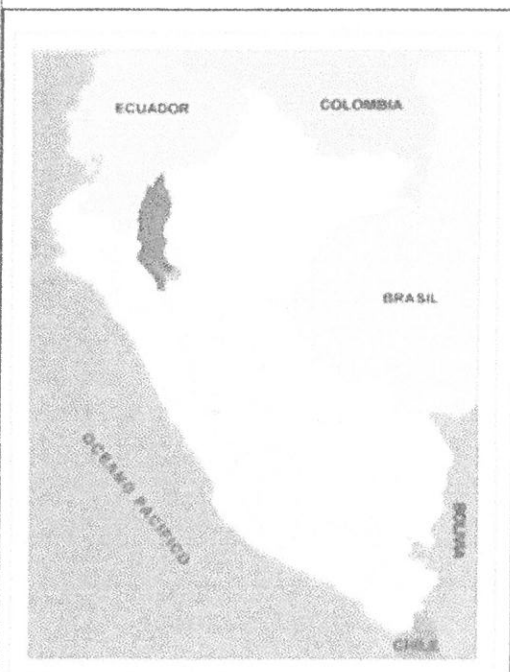 ECUADOR
COLOMBIA
BRASIL
OCEANO PACIFICO
BOLIVIA
CHILE